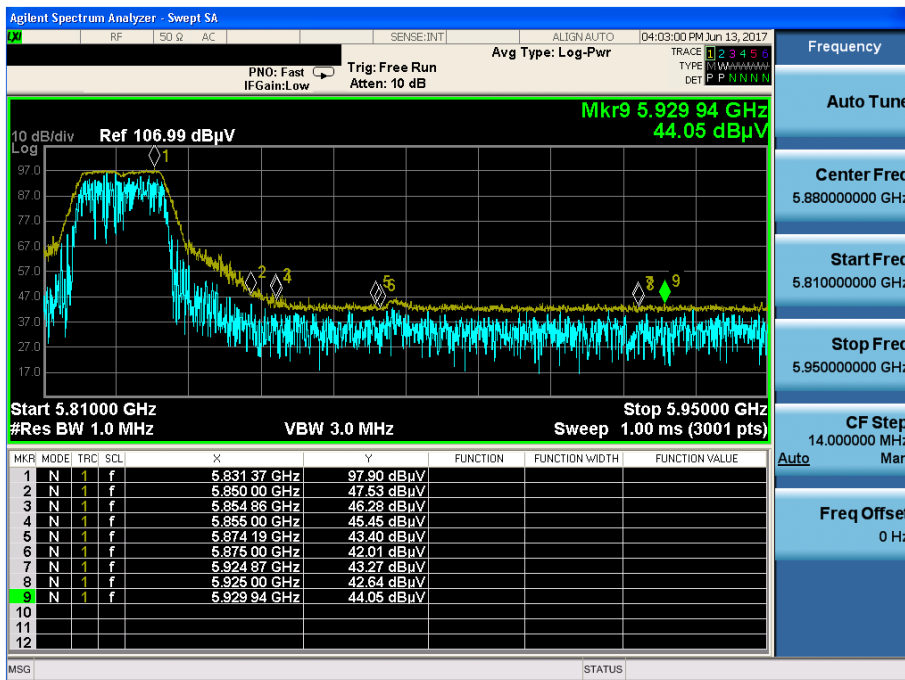 Agilent Spectrum Analyzer - Swept SA
LXI RF 50 Ω AC SENSE:INT ALIGN AUTO 04:03:00 PM Jun 13, 2017
Avg Type: Log-Pwr TRACE 1 2 3 4 5 6
PNO: Fast Trig: Free Run TYPE M W
IFGain:Low Atten: 10 dB DET P P N N N N
Mkr9 5.929 94 GHz
44.05 dBµV
10 dB/div Ref 106.99 dBµV
Log
97.0
87.0
77.0
67.0
57.0
47.0
37.0
27.0
17.0
1
2
4
5
6
9
Start 5.81000 GHz Stop 5.95000 GHz
#Res BW 1.0 MHz VBW 3.0 MHz Sweep 1.00 ms (3001 pts)
MKR MODE TRC SCL X Y FUNCTION FUNCTION WIDTH FUNCTION VALUE
1 N 1 f 5.831 37 GHz 97.90 dBµV
2 N 1 f 5.850 00 GHz 47.53 dBµV
3 N 1 f 5.854 86 GHz 46.28 dBµV
4 N 1 f 5.855 00 GHz 45.45 dBµV
5 N 1 f 5.874 19 GHz 43.40 dBµV
6 N 1 f 5.875 00 GHz 42.01 dBµV
7 N 1 f 5.924 87 GHz 43.27 dBµV
8 N 1 f 5.925 00 GHz 42.64 dBµV
9 N 1 f 5.929 94 GHz 44.05 dBµV
10
11
12
MSG STATUS
Frequency
Auto Tune
Center Freq
5.880000000 GHz
Start Freq
5.810000000 GHz
Stop Freq
5.950000000 GHz
CF Step
14.000000 MHz
Auto Man
Freq Offset
0 Hz